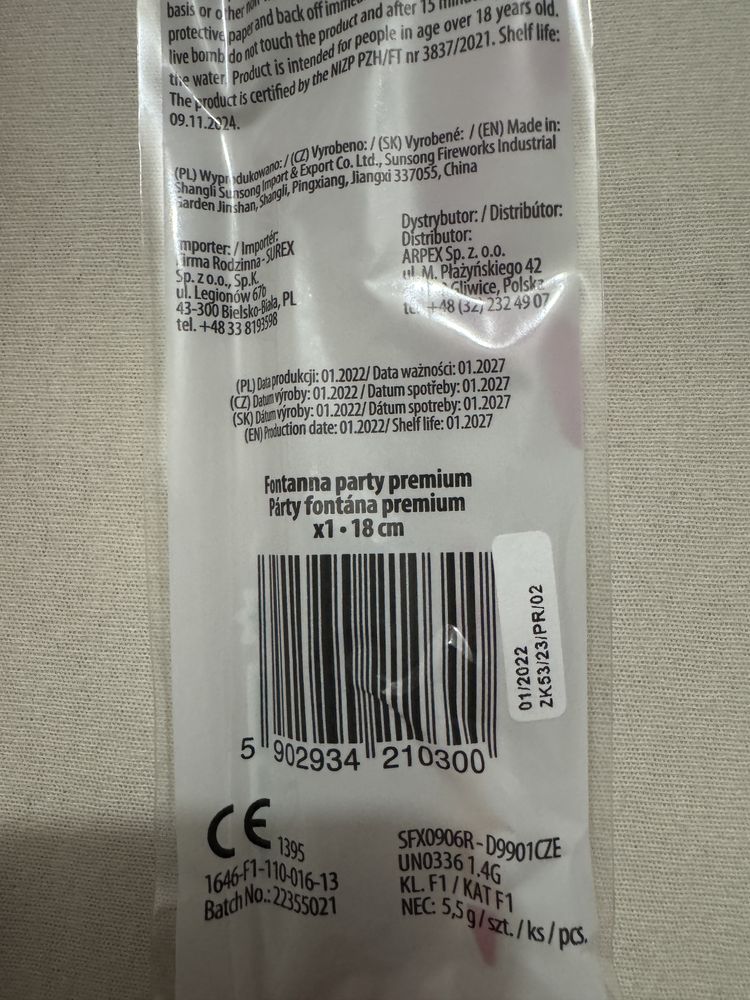 basis or other
protective paper and back off
live bomb do not touch the product and after 15
the water. Product is intended for people in age over 18 years old.
The product is certified by the NIZP PZH/FT nr 3837/2021. Shelf life:
09.11.2024.
(PL) Wyprodukowano: / (CZ) Vyrobeno: / (SK) Vyrobené: / (EN) Made in:
Shangli Sunsong Import & Export Co. Ltd., Sunsong Fireworks Industrial
Garden Jinshan, Shangli, Pingxiang, Jiangxi 337055, China
Importer: / Importér:
Firma Rodzinna - SUREX
Sp. z o.o., Sp.K.
ul. Legionów 67b
43-300 Bielsko-Biała, PL
tel. +48 33 8193598
Dystrybutor: / Distribútor:
Distributor:
ARPEX Sp. z. o.o.
ul. M. Płażyńskiego 42
Gliwice, Polska
tel. +48 (32) 232 49 07
(PL) Data produkcji: 01.2022/ Data ważności: 01.2027
(CZ) Datum výroby: 01.2022 / Datum spotřeby: 01.2027
(SK) Dátum výroby: 01.2022/ Dátum spotreby: 01.2027
(EN) Production date: 01.2022/ Shelf life: 01.2027
Fontanna party premium
Párty fontána premium
x1 • 18 cm
01/2022
ZK53/23/PR/02
5 902934 210300
CE 1395
1646-F1-110-016-13
Batch No.: 22355021
SFX0906R - D9901CZE
UN0336 1.4G
KL. F1 / KAT F1
NEC: 5,5 g / szt. / ks / pcs.